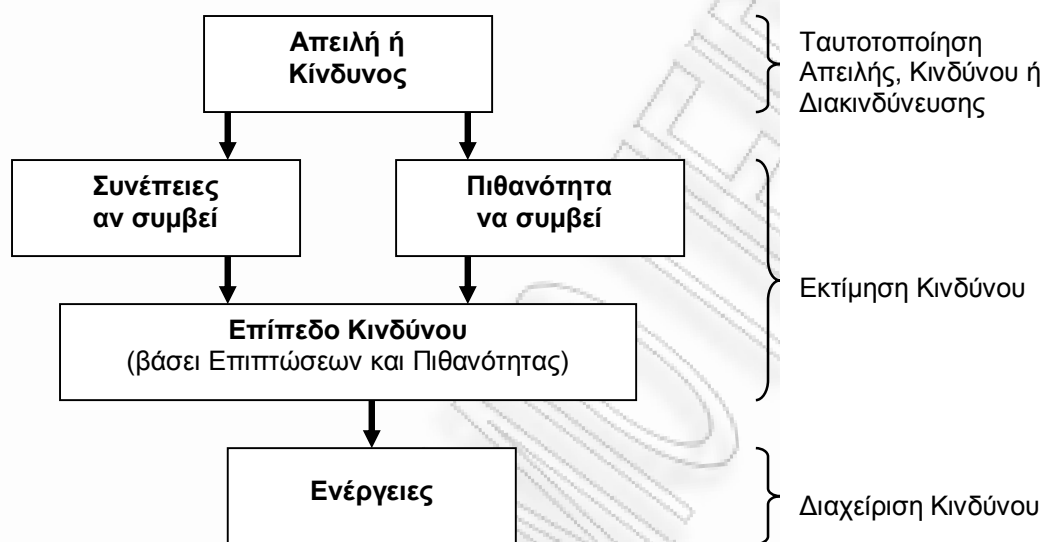 Απειλή ή
Κίνδυνος
Ταυτοτοποίηση
Απειλής, Κινδύνου ή
Διακινδύνευσης
Συνέπειες
αν συμβεί
Πιθανότητα
να συμβεί
Εκτίμηση Κινδύνου
Επίπεδο Κινδύνου
(βάσει Επιπτώσεων και Πιθανότητας)
Ενέργειες
Διαχείριση Κινδύνου